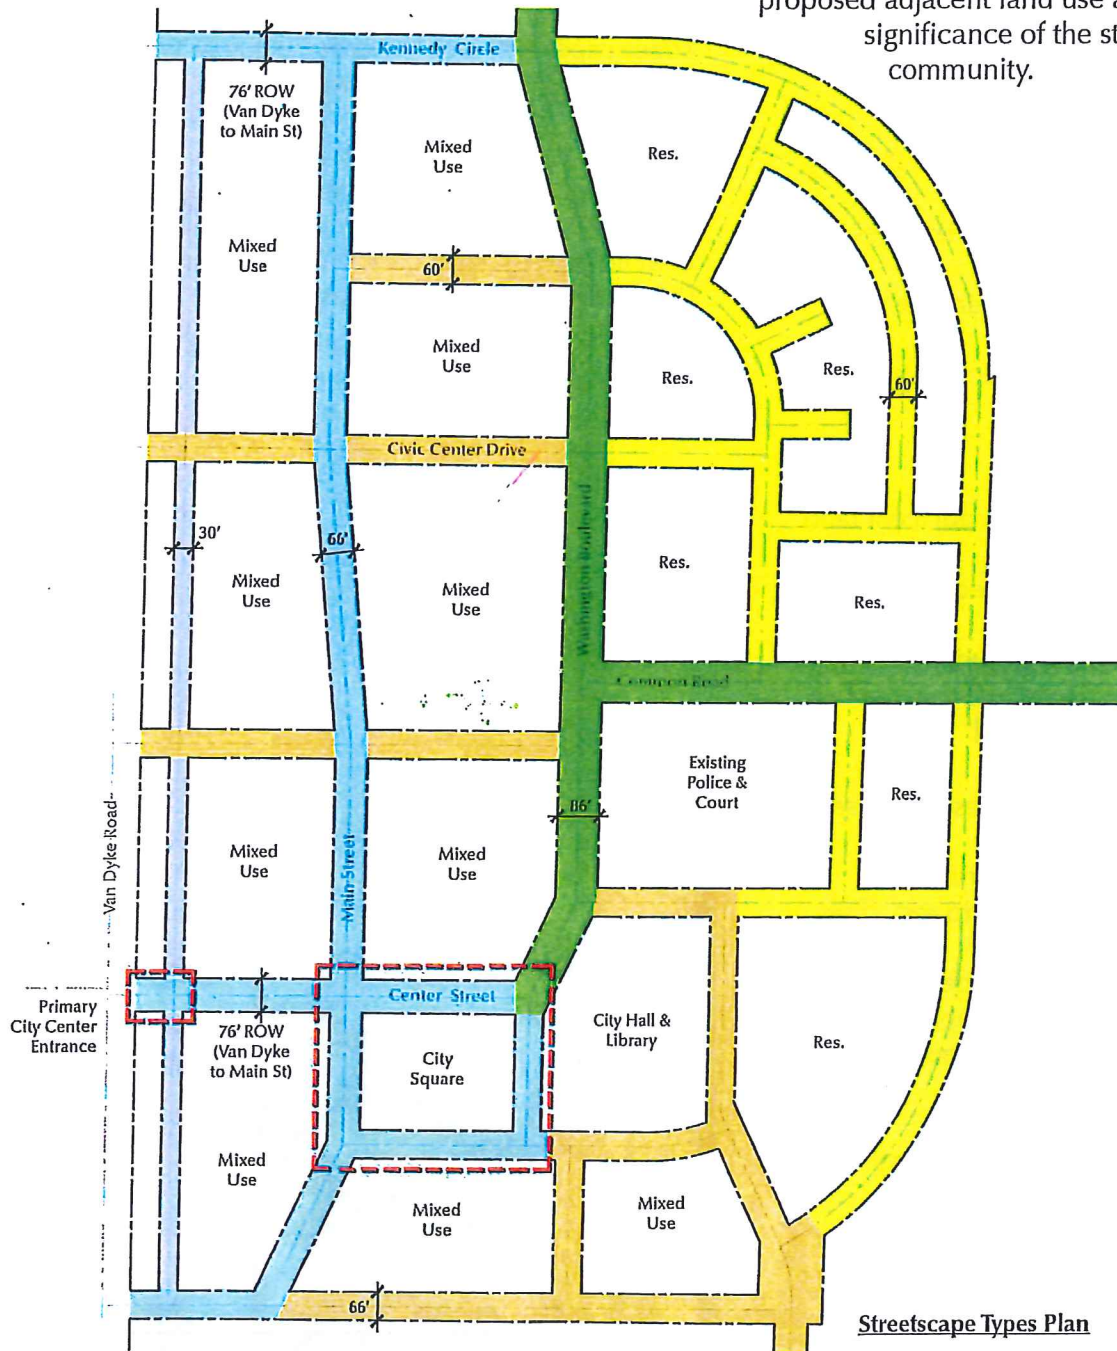 proposed adjacent land use a
significance of the st
community.
Kennedy Circle
76' ROW
(Van Dyke
to Main St)
Mixed
Use
Res.
Mixed
Use
60'
Mixed
Use
Res.
Res.
60'
Civic Center Drive
Washington Boulevard
30'
66'
Mixed
Use
Mixed
Use
Res.
Res.
Existing
Police &
Court
Res.
86'
Van Dyke Road
Mixed
Use
Main Street
Mixed
Use
Primary
City Center
Entrance
Center Street
76' ROW
(Van Dyke
to Main St)
City
Square
City Hall &
Library
Res.
Mixed
Use
Mixed
Use
Mixed
Use
66'
Streetscape Types Plan